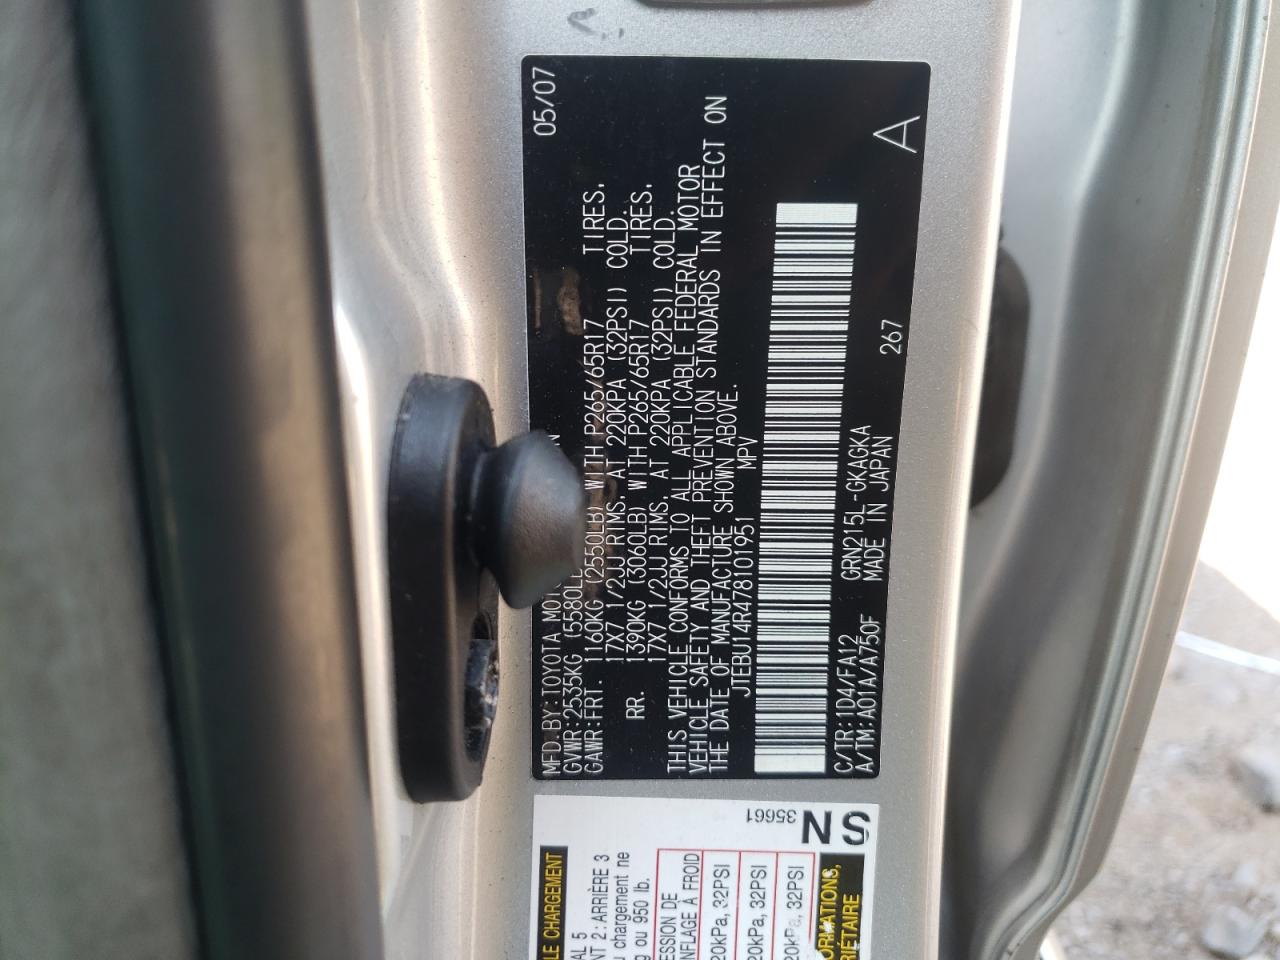 05/07
MFD.BY:TOYOTA MOTO N
GVWR:2535KG (5580LB
GAWR:FRT. 1160KG (2550LB) WITH P265/65R17 TIRES,
17X7 1/2JJ RIMS, AT 220KPA (32PSI) COLD.
RR. 1390KG (3060LB) WITH P265/65R17 TIRES,
17X7 1/2JJ RIMS, AT 220KPA (32PSI) COLD.
THIS VEHICLE CONFORMS TO ALL APPLICABLE FEDERAL MOTOR
VEHICLE SAFETY AND THEFT PREVENTION STANDARDS IN EFFECT ON
THE DATE OF MANUFACTURE SHOWN ABOVE.
JTEBU14R478101951 MPV
C/TR:1D4/FA12 GRN215L-GKAGKA 267
A/TM:A01A/A750F MADE IN JAPAN
A
SN
35661
LE CHARGEMENT
AL 5
NT 2: ARRIÈRE 3
u chargement ne
g ou 950 lb.
ESSION DE
NFLAGE À FROID
20kPa, 32PSI
20kPa, 32PSI
20kPa, 32PSI
ORMATIONS,
RIÉTAIRE